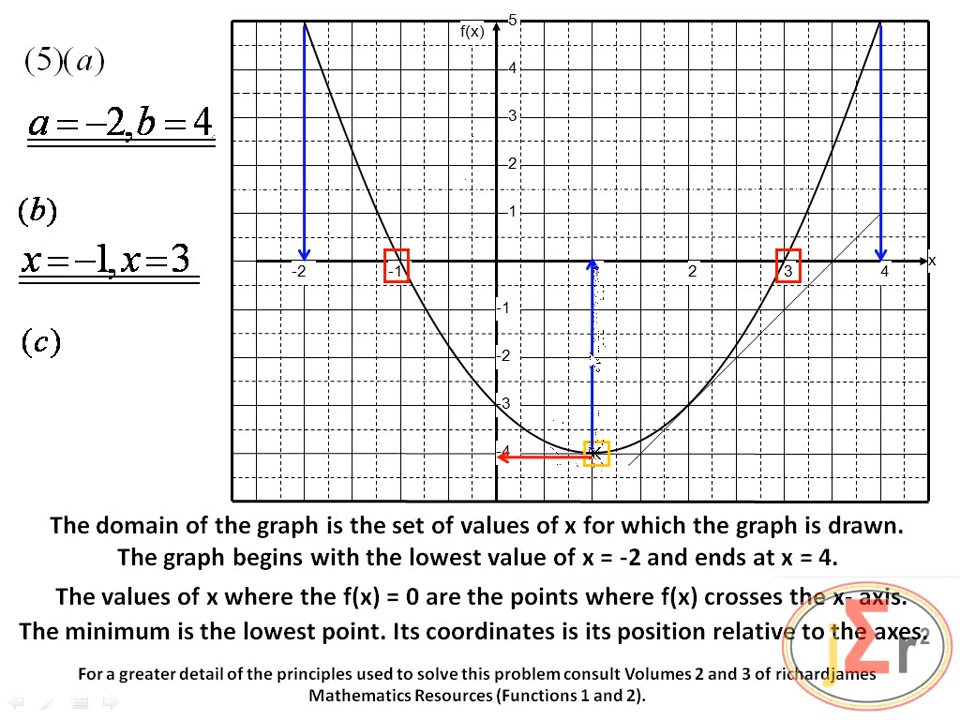 (5)(a)
a = −2, b = 4
(b)
x = −1, x = 3
(c)
f(x)
5
4
3
2
1
-2
-1
2
3
4
x
-1
-2
-3
-4
The domain of the graph is the set of values of x for which the graph is drawn.
The graph begins with the lowest value of x = -2 and ends at x = 4.
The values of x where the f(x) = 0 are the points where f(x) crosses the x- axis.
The minimum is the lowest point. Its coordinates is its position relative to the axes.
For a greater detail of the principles used to solve this problem consult Volumes 2 and 3 of richardjames
Mathematics Resources (Functions 1 and 2).
jΣr²